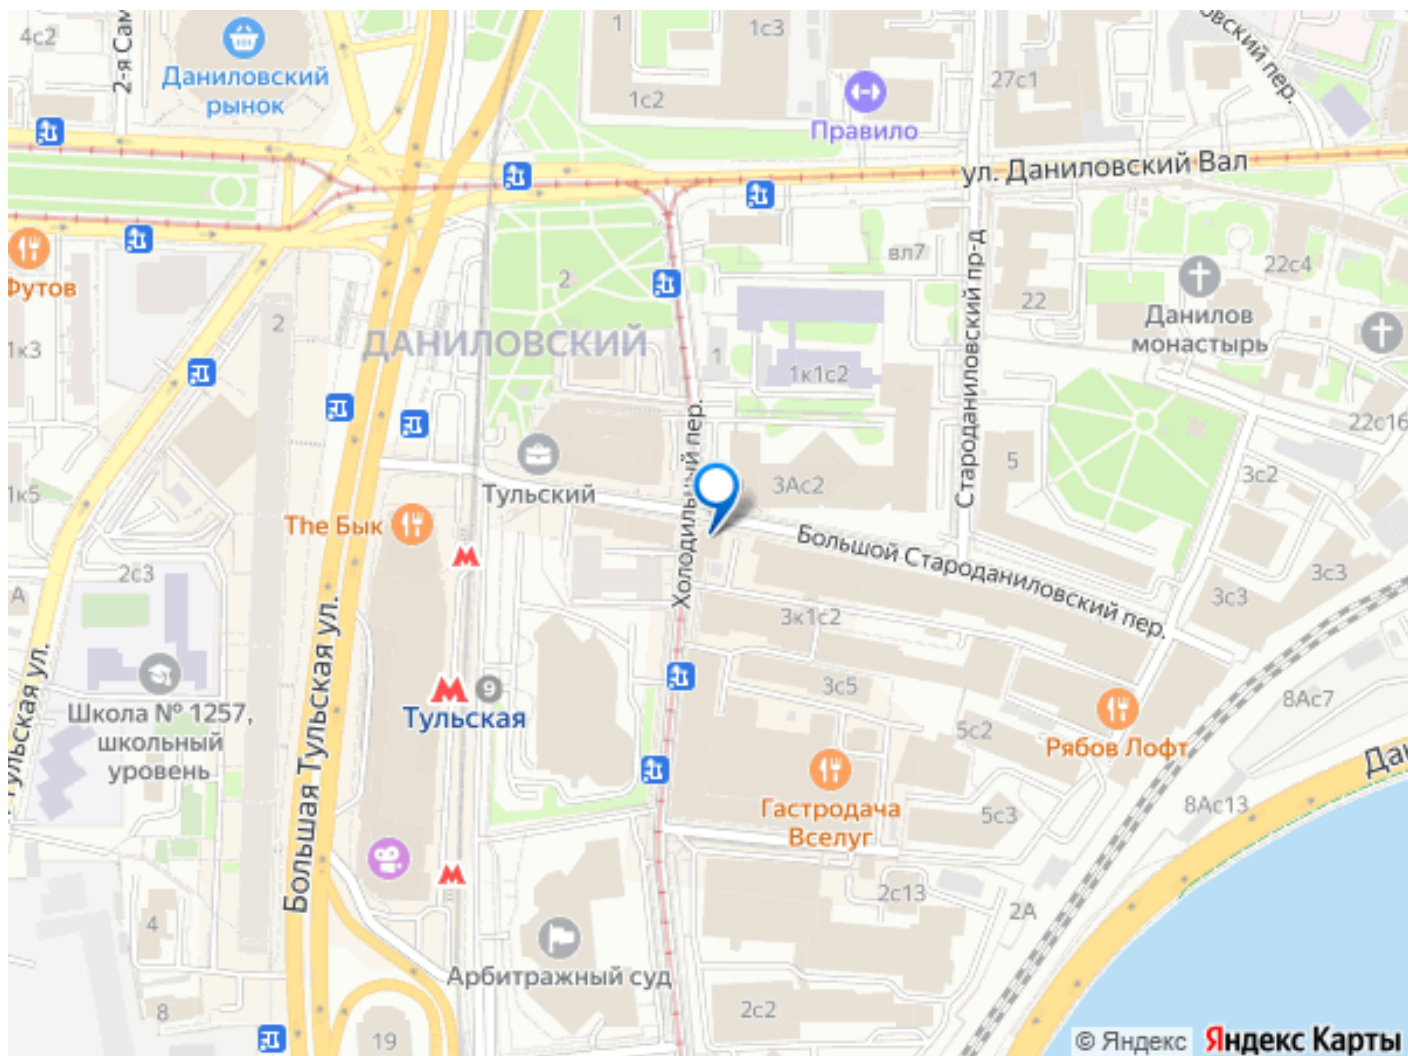 4с2
2-я Сам
Даниловский
рынок
1
1с3
1с2
Правило
27с1
овский пер.
ул. Даниловский Вал
Футов
1к3
2
2
ДАНИЛОВСКИЙ
вл7
1
1к1с2
Староданиловский пр-д
22
22с4
Данилов
монастырь
22с16
3с2
5
Холодильный пер.
3Ас2
Тульский
The Бык
1к5
2с3
А
Большой Староданиловский пер.
3с3
3с3
3к1с2
3с5
5с2
Тульская ул.
Школа № 1257,
школьный
уровень
Большая Тульская ул.
9
Тульская
Рябов Лофт
8Ас7
Дан
8Ас13
Гастродача
Вселуг
5с3
2с13
2А
4
8
Арбитражный суд
2с2
19
© Яндекс
Яндекс Карты